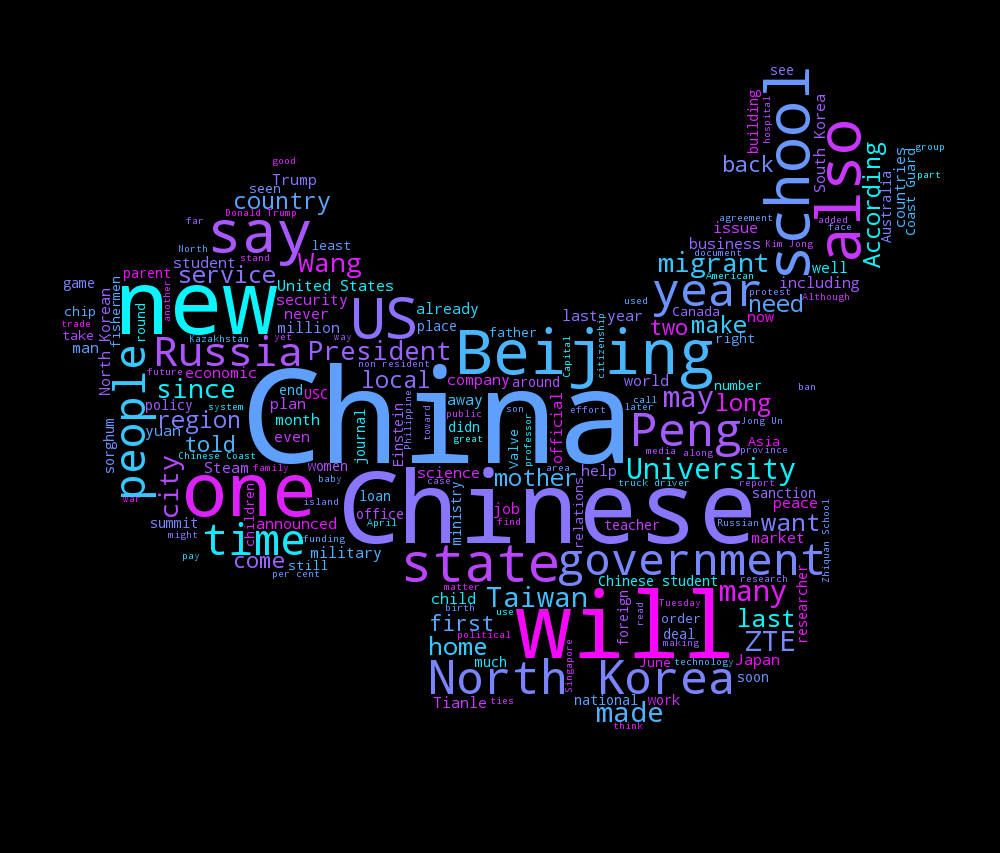 see
school
also
building
hospital
South Korea
According
countries
coast Guard
group
part
Australia
back
good
Trump
seen
country
Donald Trump
far
say
least
North
stand
Wang
student
service
parent
another
game
new
United States
security
never
million
US
already
place
father
last year
used
agreement
added
face
issue
business
Kim Jong
document
migrant
American
well
including
Although
protest
year
need
Canada
now
two
make
right
chip
trade
take
man
fishermen
round
North Korean
Kazakhstan
yet
way
Russia
President
Beijing
Capital
citizenship
future
economic
non resident
since
end
USC
local
company
around
world
number
ban
policy
system
plan
month
China
Philippine
toward
away
public
son
official
effort
call
later
may
long
Jong Un
people
region
yuan
sorghum
told
even
journal
Einstein
didn
great
Valve
professor
Peng
Asia
media
along
province
Chinese Coast
city
Steam
family
women
baby
science
case
mother
area
help
University
truck driver
report
sanction
one
war
children
island
loan
office
April
ministry
Chinese
job
find
relations
teacher
Russian
want
peace
market
Zhiquan School
summit
might
announced
time
funding
still
military
pay
come
per cent
state
government
Chinese student
research
researcher
matter
child
birth
use
Taiwan
many
first
political
will
foreign
read
Tuesday
order
deal
making
last
ZTE
home
much
Singapore
June
technology
Japan
North Korea
soon
Tianle
ties
national
work
made
think